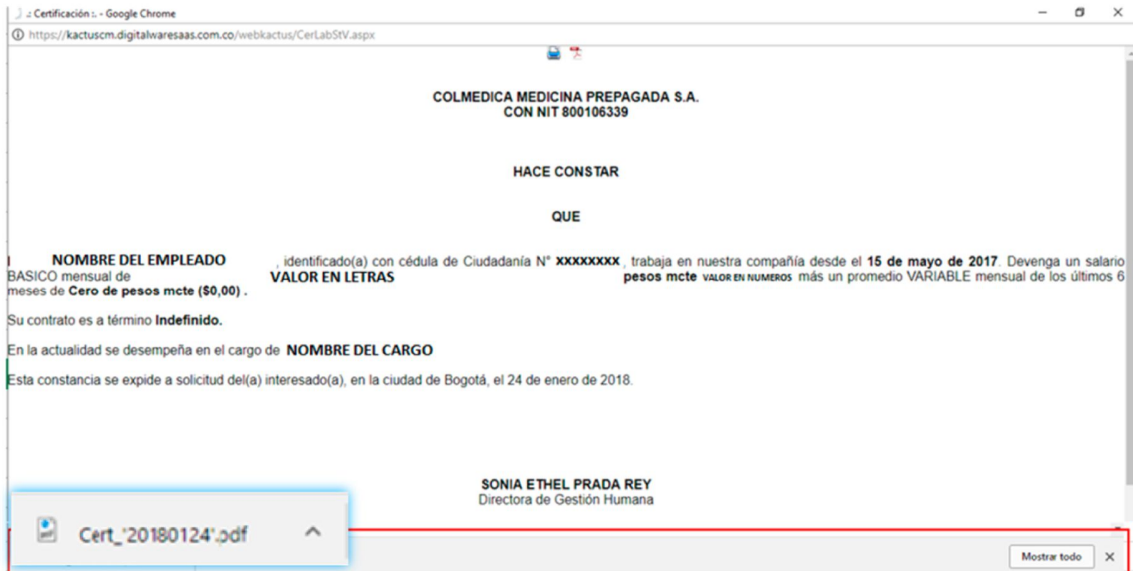 .: Certificación :. - Google Chrome
https://kactuscm.digitalwaresaas.com.co/webkactus/CerLabStV.aspx
COLMEDICA MEDICINA PREPAGADA S.A.
CON NIT 800106339
HACE CONSTAR
QUE
NOMBRE DEL EMPLEADO , identificado(a) con cédula de Ciudadanía N° xxxxxxxx , trabaja en nuestra compañía desde el 15 de mayo de 2017. Devenga un salario
BASICO mensual de VALOR EN LETRAS pesos mcte VALOR EN NUMEROS más un promedio VARIABLE mensual de los últimos 6
meses de Cero de pesos mcte ($0,00) .
Su contrato es a término Indefinido.
En la actualidad se desempeña en el cargo de NOMBRE DEL CARGO
Esta constancia se expide a solicitud del(a) interesado(a), en la ciudad de Bogotá, el 24 de enero de 2018.
SONIA ETHEL PRADA REY
Directora de Gestión Humana
Cert_'20180124'.pdf
Mostrar todo